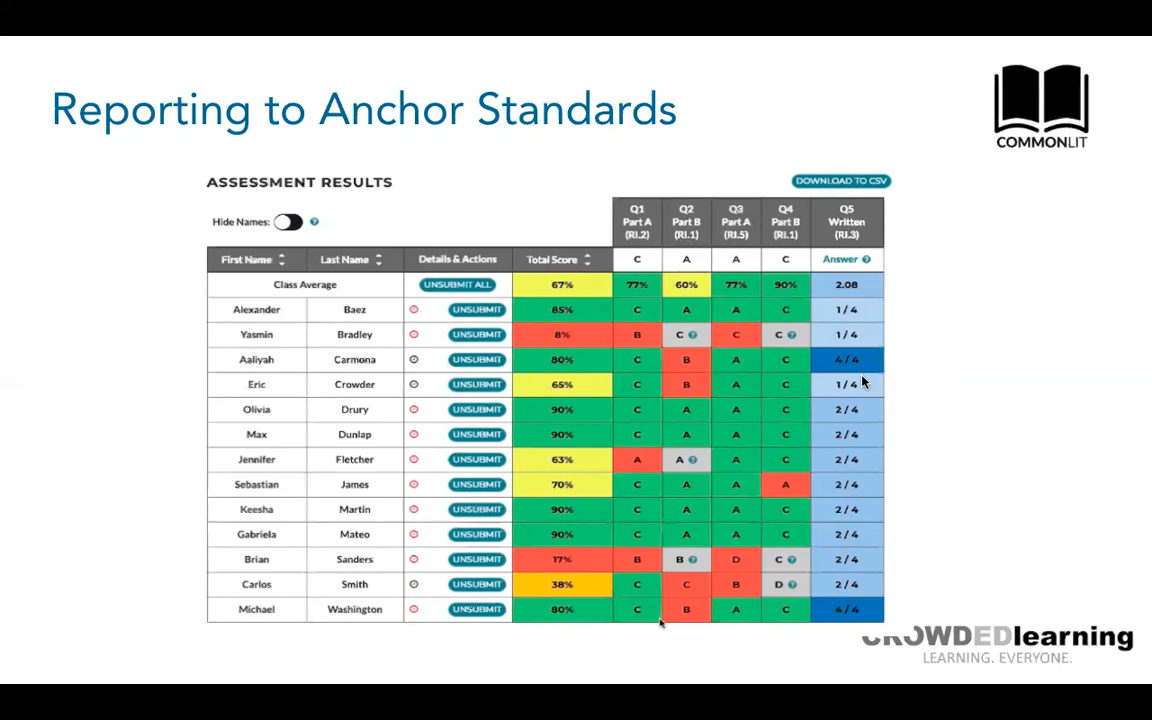 Reporting to Anchor Standards
COMMONLIT
ASSESSMENT RESULTS
DOWNLOAD TO CSV
Hide Names: ?
Q1 Part A (RI.2) Q2 Part B (RI.1) Q3 Part A (RI.5) Q4 Part B (RI.1) Q5 Written (RI.3)
First Name Last Name Details & Actions Total Score C A A C Answer ?
Class Average UNSUBMIT ALL 67% 77% 60% 77% 90% 2.08
Alexander Baez UNSUBMIT 85% C A A C 1 / 4
Yasmin Bradley UNSUBMIT 8% B C ? C C ? 1 / 4
Aaliyah Carmona UNSUBMIT 80% C B A C 4 / 4
Eric Crowder UNSUBMIT 65% C B A C 1 / 4
Olivia Drury UNSUBMIT 90% C A A C 2 / 4
Max Dunlap UNSUBMIT 90% C A A C 2 / 4
Jennifer Fletcher UNSUBMIT 63% A A ? A C 2 / 4
Sebastian James UNSUBMIT 70% C A A A 2 / 4
Keesha Martin UNSUBMIT 90% C A A C 2 / 4
Gabriela Mateo UNSUBMIT 90% C A A C 2 / 4
Brian Sanders UNSUBMIT 17% B B ? D C ? 2 / 4
Carlos Smith UNSUBMIT 38% C C B D ? 2 / 4
Michael Washington UNSUBMIT 80% C B A C 4 / 4
CROWDEDlearning
LEARNING. EVERYONE.